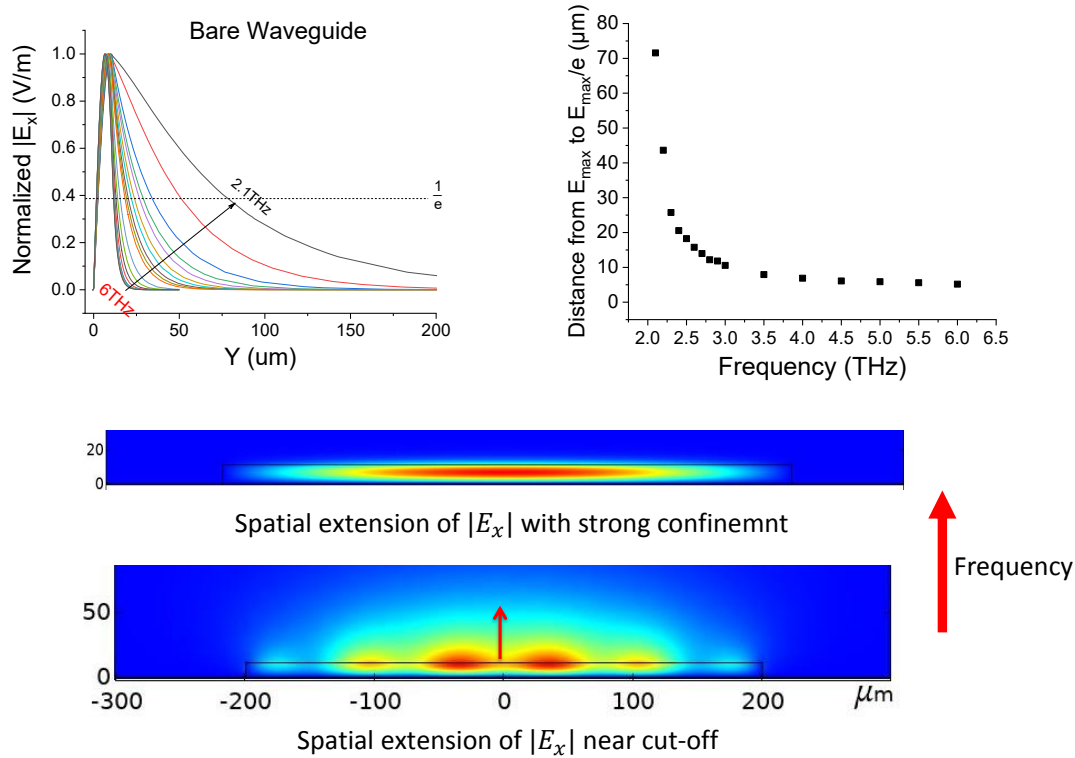 Bare Waveguide
Normalized |Eₓ| (V/m)
1.0
0.8
0.6
0.4
0.2
0.0
2.1THz
6THz
1/e
0
50
100
150
200
Y (um)
Distance from Eₘₐₓ to Eₘₐₓ/e (µm)
80
70
60
50
40
30
20
10
0
2.0 2.5 3.0 3.5 4.0 4.5 5.0 5.5 6.0 6.5
Frequency (THz)
20
0
Spatial extension of |Eₓ| with strong confinemnt
Frequency
50
0
-300 -200 -100 0 100 200 µm
Spatial extension of |Eₓ| near cut-off